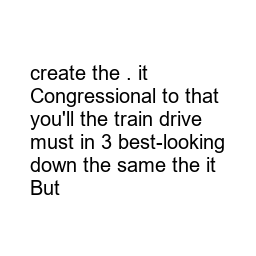 create the . it
Congressional to that
you'll the train drive
must in 3 best-looking
down the same the it
But